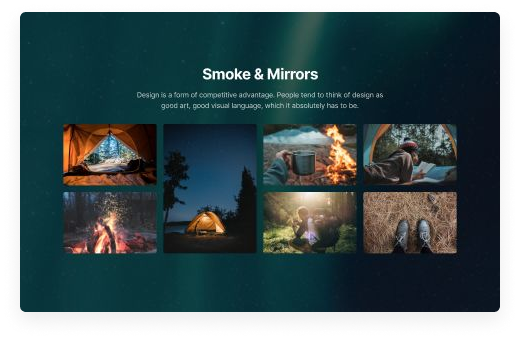 Smoke & Mirrors
Design is a form of competitive advantage. People tend to think of design as
good art, good visual language, which it absolutely has to be.